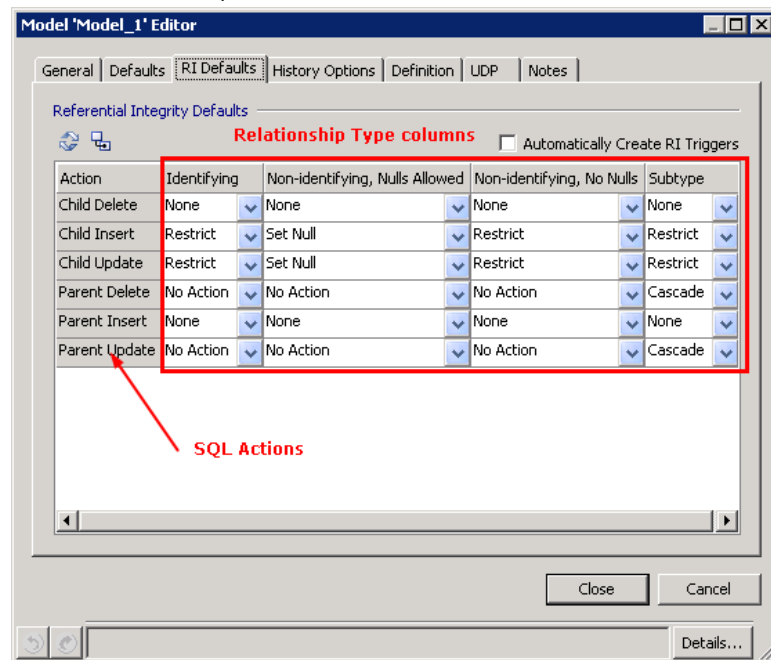 Model 'Model_1' Editor
General Defaults RI Defaults History Options Definition UDP Notes
Referential Integrity Defaults
Relationship Type columns Automatically Create RI Triggers
Action Identifying Non-identifying, Nulls Allowed Non-identifying, No Nulls Subtype
Child Delete None None None None
Child Insert Restrict Set Null Restrict Restrict
Child Update Restrict Set Null Restrict Restrict
Parent Delete No Action No Action No Action Cascade
Parent Insert None None None None
Parent Update No Action No Action No Action Cascade
SQL Actions
Close Cancel
Details...